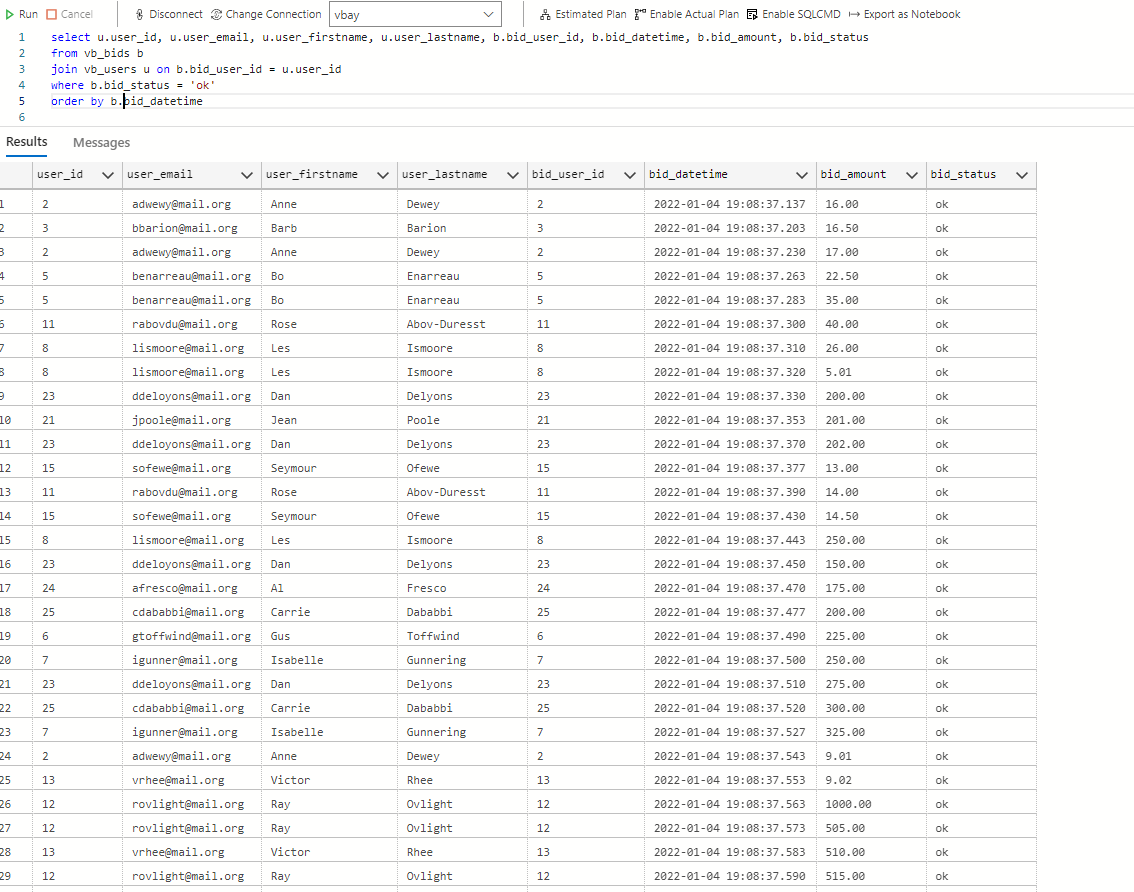 Run Cancel Disconnect Change Connection vbay Estimated Plan Enable Actual Plan Enable SQLCMD Export as Notebook
1 select u.user_id, u.user_email, u.user_firstname, u.user_lastname, b.bid_user_id, b.bid_datetime, b.bid_amount, b.bid_status
2 from vb_bids b
3 join vb_users u on b.bid_user_id = u.user_id
4 where b.bid_status = 'ok'
5 order by b.bid_datetime
6
Results Messages
user_id user_email user_firstname user_lastname bid_user_id bid_datetime bid_amount bid_status
1 2 adwewy@mail.org Anne Dewey 2 2022-01-04 19:08:37.137 16.00 ok
2 3 bbarion@mail.org Barb Barion 3 2022-01-04 19:08:37.203 16.50 ok
3 2 adwewy@mail.org Anne Dewey 2 2022-01-04 19:08:37.230 17.00 ok
4 5 benarreau@mail.org Bo Enarreau 5 2022-01-04 19:08:37.263 22.50 ok
5 5 benarreau@mail.org Bo Enarreau 5 2022-01-04 19:08:37.283 35.00 ok
6 11 rabovdu@mail.org Rose Abov-Duresst 11 2022-01-04 19:08:37.300 40.00 ok
7 8 lismoore@mail.org Les Ismoore 8 2022-01-04 19:08:37.310 26.00 ok
8 8 lismoore@mail.org Les Ismoore 8 2022-01-04 19:08:37.320 5.01 ok
9 23 ddeloyons@mail.org Dan Delyons 23 2022-01-04 19:08:37.330 200.00 ok
10 21 jpoole@mail.org Jean Poole 21 2022-01-04 19:08:37.353 201.00 ok
11 23 ddeloyons@mail.org Dan Delyons 23 2022-01-04 19:08:37.370 202.00 ok
12 15 sofewe@mail.org Seymour Ofewe 15 2022-01-04 19:08:37.377 13.00 ok
13 11 rabovdu@mail.org Rose Abov-Duresst 11 2022-01-04 19:08:37.390 14.00 ok
14 15 sofewe@mail.org Seymour Ofewe 15 2022-01-04 19:08:37.430 14.50 ok
15 8 lismoore@mail.org Les Ismoore 8 2022-01-04 19:08:37.443 250.00 ok
16 23 ddeloyons@mail.org Dan Delyons 23 2022-01-04 19:08:37.450 150.00 ok
17 24 afresco@mail.org Al Fresco 24 2022-01-04 19:08:37.470 175.00 ok
18 25 cdababbi@mail.org Carrie Dababbi 25 2022-01-04 19:08:37.477 200.00 ok
19 6 gtoffwind@mail.org Gus Toffwind 6 2022-01-04 19:08:37.490 225.00 ok
20 7 igunner@mail.org Isabelle Gunnering 7 2022-01-04 19:08:37.500 250.00 ok
21 23 ddeloyons@mail.org Dan Delyons 23 2022-01-04 19:08:37.510 275.00 ok
22 25 cdababbi@mail.org Carrie Dababbi 25 2022-01-04 19:08:37.520 300.00 ok
23 7 igunner@mail.org Isabelle Gunnering 7 2022-01-04 19:08:37.527 325.00 ok
24 2 adwewy@mail.org Anne Dewey 2 2022-01-04 19:08:37.543 9.01 ok
25 13 vrhee@mail.org Victor Rhee 13 2022-01-04 19:08:37.553 9.02 ok
26 12 rovlight@mail.org Ray Ovlight 12 2022-01-04 19:08:37.563 1000.00 ok
27 12 rovlight@mail.org Ray Ovlight 12 2022-01-04 19:08:37.573 505.00 ok
28 13 vrhee@mail.org Victor Rhee 13 2022-01-04 19:08:37.583 510.00 ok
29 12 rovlight@mail.org Ray Ovlight 12 2022-01-04 19:08:37.590 515.00 ok